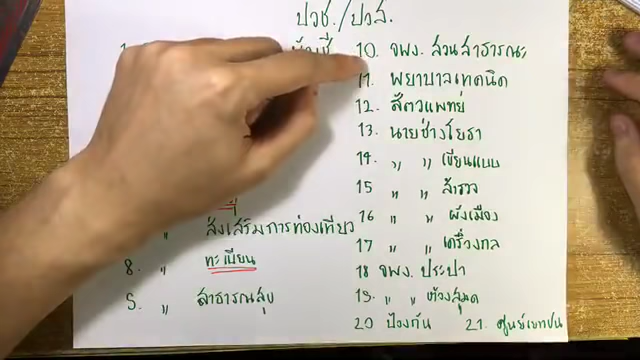 ปวช./ปวส.
ส่งเสริมการท่องเที่ยว
8. " ทะเบียน
9. " สาธารณสุข
10. จพง. สวนสาธารณะ
11. พยาบาลเทคนิค
12. สัตวแพทย์
13. นายช่างโยธา
14. " " เขียนแบบ
15 " " สำรวจ
16 " " ผังเมือง
17 " " เครื่องกล
18 จพง. ประปา
19. " " ห้องสมุด
20 ป้องกัน 21. ศูนย์เยาวชน